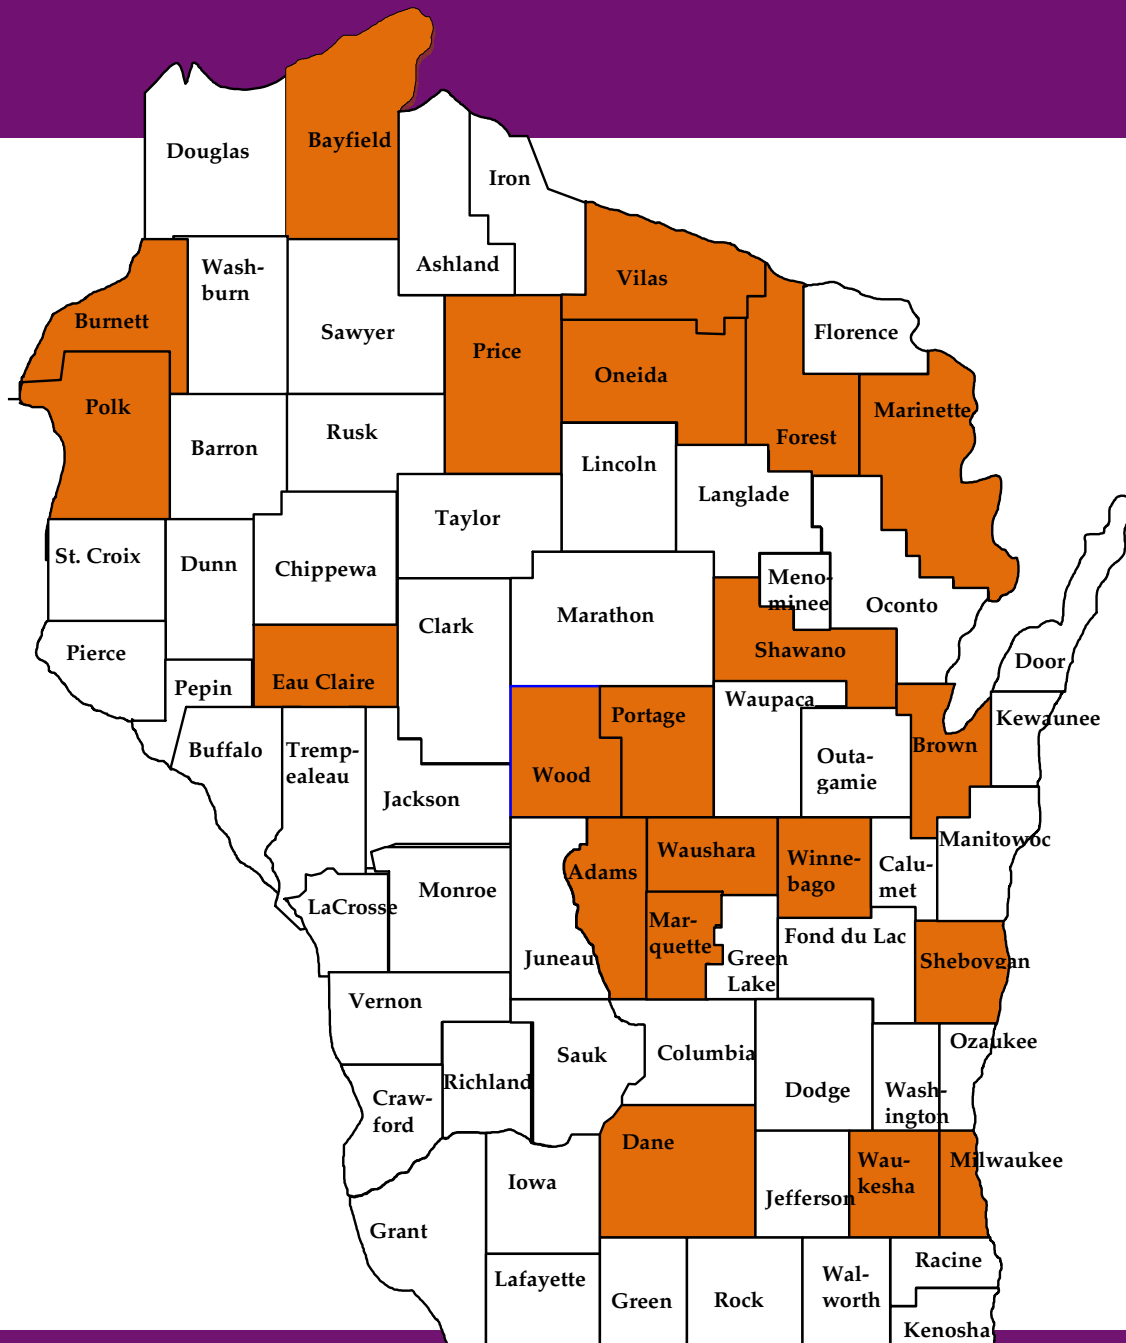 Bayfield
Douglas
Iron
Ashland
Wash-
burn
Vilas
Burnett
Sawyer
Florence
Price
Oneida
Polk
Marinette
Rusk
Forest
Barron
Lincoln
Langlade
Taylor
St. Croix
Dunn
Chippewa
Meno-
minee
Oconto
Marathon
Clark
Pierce
Shawano
Door
Pepin
Eau Claire
Waupaca
Portage
Kewaunee
Buffalo
Tremp-
ealeau
Brown
Outa-
gamie
Wood
Jackson
Manitowoc
Waushara
Winne-
bago
Calu-
met
Adams
Monroe
LaCrosse
Mar-
quette
Fond du Lac
Juneau
Green
Lake
Shebovgan
Vernon
Ozaukee
Sauk
Columbia
Richland
Dodge
Wash-
ington
Craw-
ford
Dane
Wau-
kesha
Milwaukee
Iowa
Jefferson
Grant
Racine
Lafayette
Wal-
worth
Green
Rock
Kenosha